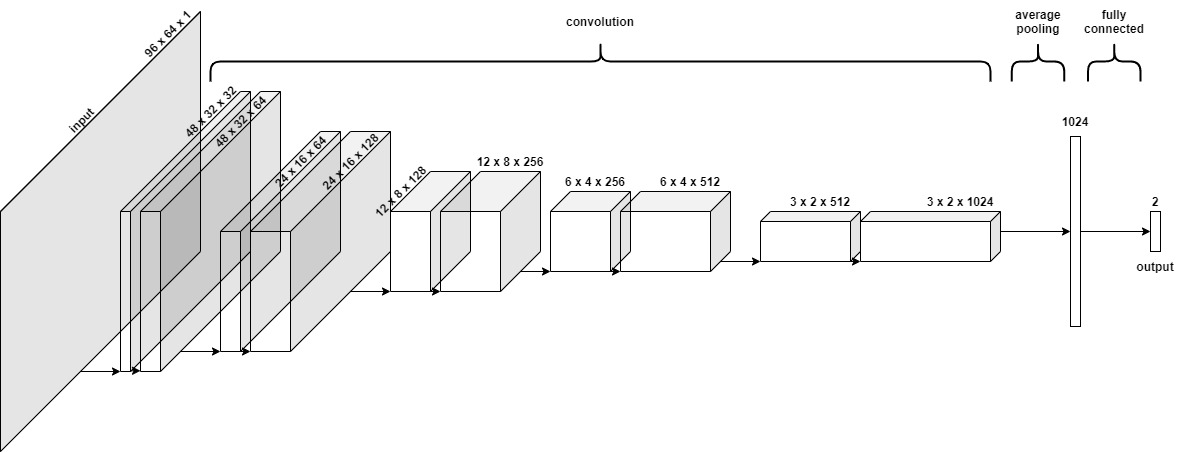 convolution
average
pooling
fully
connected
input
96 x 64 x 1
48 x 32 x 32
48 x 32 x 64
24 x 16 x 64
24 x 16 x 128
12 x 8 x 128
12 x 8 x 256
6 x 4 x 256
6 x 4 x 512
3 x 2 x 512
3 x 2 x 1024
1024
2
output